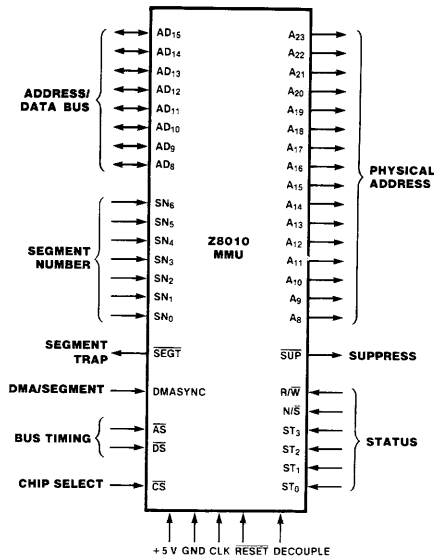 ADDRESS/
DATA BUS
AD15
AD14
AD13
AD12
AD11
AD10
AD9
AD8
SEGMENT
NUMBER
SN6
SN5
SN4
SN3
SN2
SN1
SN0
SEGMENT
TRAP
SEGT
DMA/SEGMENT
DMASYNC
BUS TIMING
AS
DS
CHIP SELECT
CS
Z8010
MMU
A23
A22
A21
A20
A19
A18
A17
A16
A15
A14
A13
A12
A11
A10
A9
A8
PHYSICAL
ADDRESS
SUP
SUPPRESS
R/W
N/S
ST3
ST2
ST1
ST0
STATUS
+5 V GND CLK RESET DECOUPLE